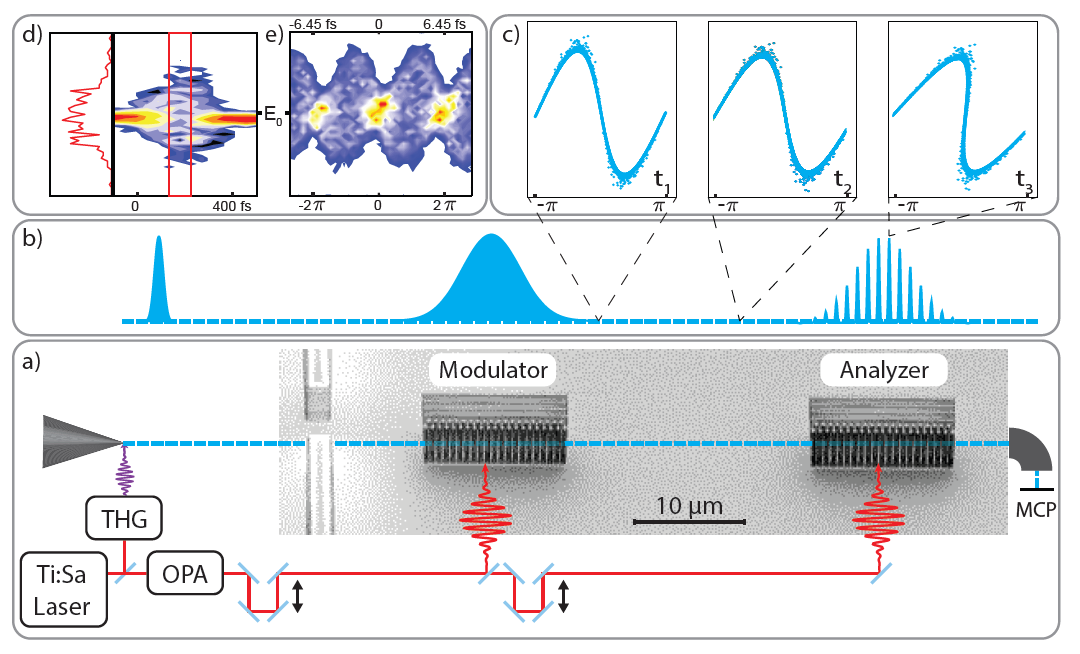 d)
-6.45 fs 0 6.45 fs
e)
c)
E0
t1
t2
t3
0 400 fs
-2π 0 2π
-π π
-π π
-π π
b)
a)
Modulator
Analyzer
THG
10 μm
MCP
Ti:Sa
Laser
OPA